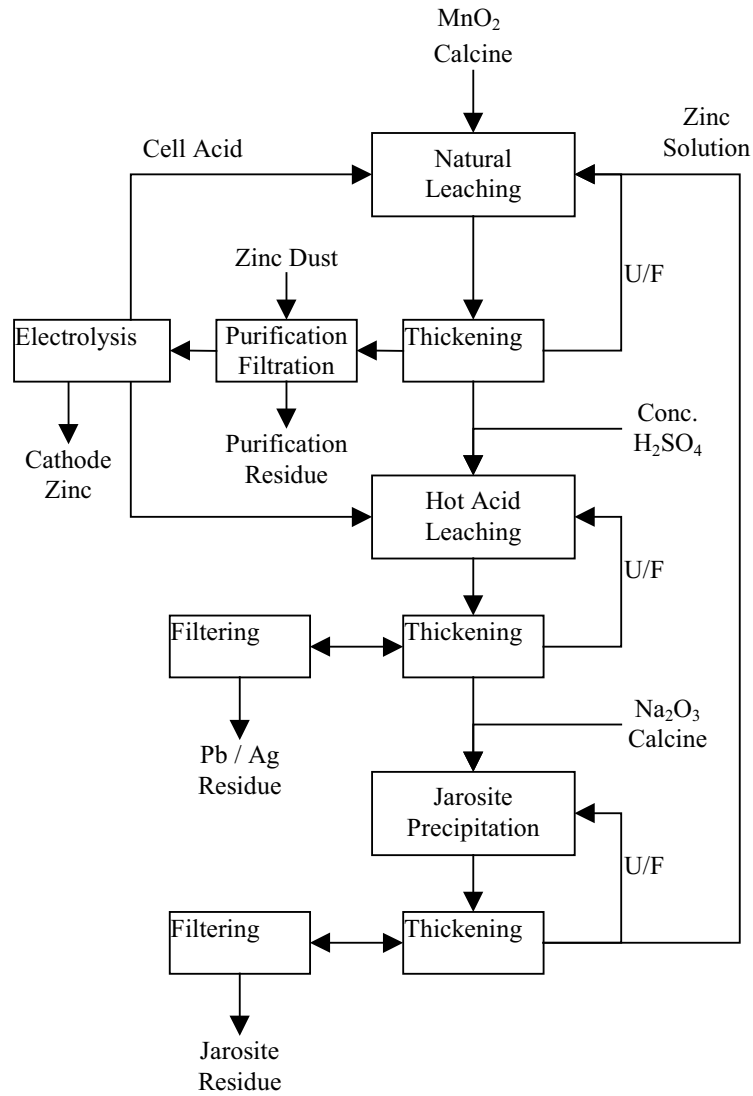 MnO₂
Calcine
Zinc
Solution
Cell Acid
Natural
Leaching
Zinc Dust
U/F
Electrolysis
Purification
Filtration
Thickening
Cathode
Zinc
Purification
Residue
Conc.
H₂SO₄
Hot Acid
Leaching
U/F
Filtering
Thickening
Pb / Ag
Residue
Na₂O₃
Calcine
Jarosite
Precipitation
U/F
Filtering
Thickening
Jarosite
Residue